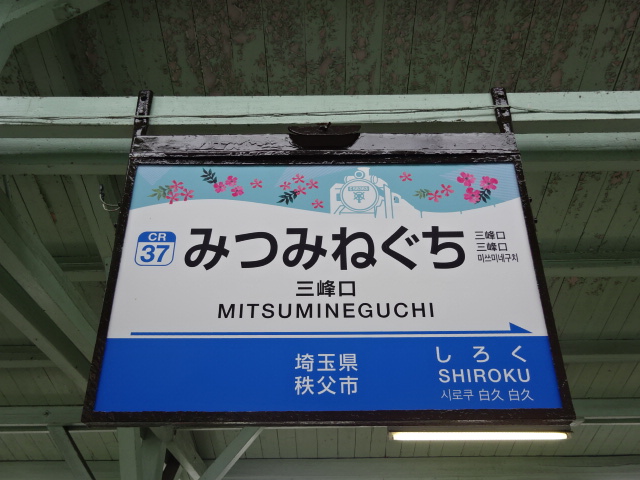 CR
37
みつみねぐち
三峰口
三峰口
미쓰미네구치
三峰口
MITSUMINEGUCHI
埼玉県
秩父市
しろく
SHIROKU
시로쿠 白久 白久